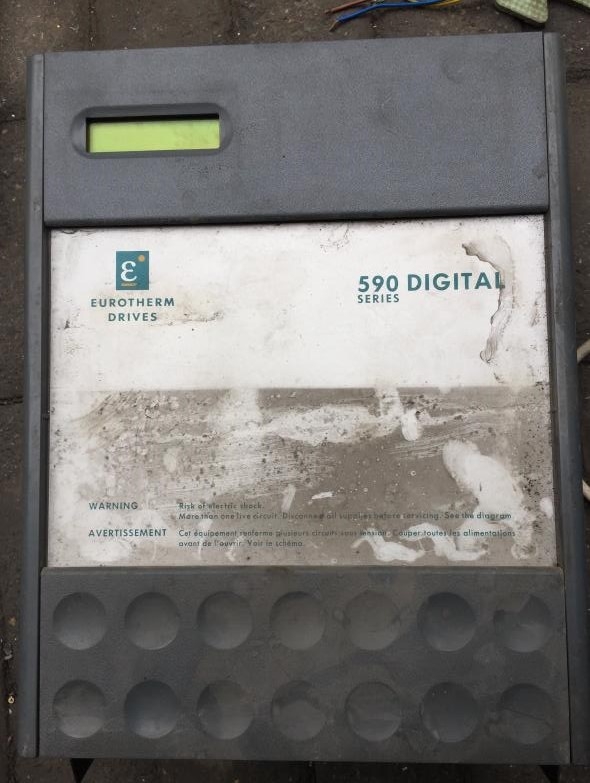 ε
EUROTHERM
DRIVES
590 DIGITAL
SERIES
WARNING
Risk of electric shock.
More than one live circuit. Disconnect all supplies before servicing. See the diagram
AVERTISSEMENT
Cet équipement renferme plusieurs circuits sous tension. Couper toutes les alimentations
avant de l'ouvrir. Voir le schéma.